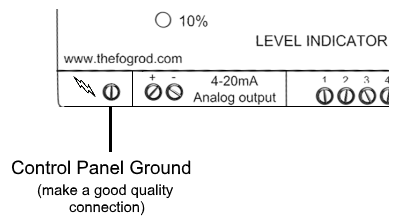 10%
LEVEL INDICATOR
www.thefogrod.com
+ -
4-20mA
Analog output
1 2 3 4
Control Panel Ground
(make a good quality
connection)